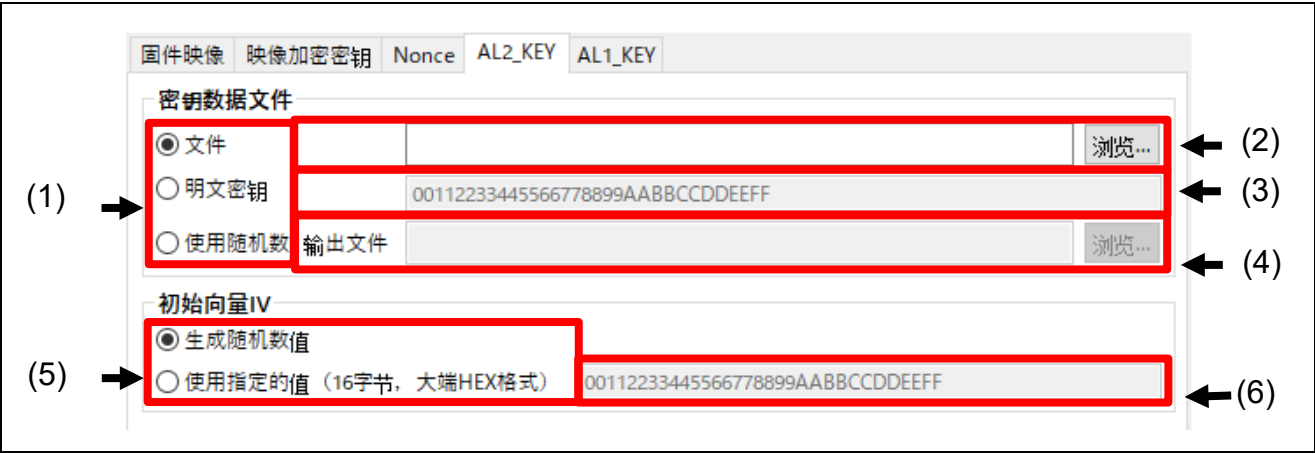 固件映像 映像加密密钥 Nonce AL2_KEY AL1_KEY
密钥数据文件
文件 浏览... (2)
(1) 明文密钥 00112233445566778899AABBCCDDEEFF (3)
使用随机数 输出文件 浏览... (4)
初始向量IV
生成随机数值
(5) 使用指定的值（16字节，大端HEX格式） 00112233445566778899AABBCCDDEEFF (6)